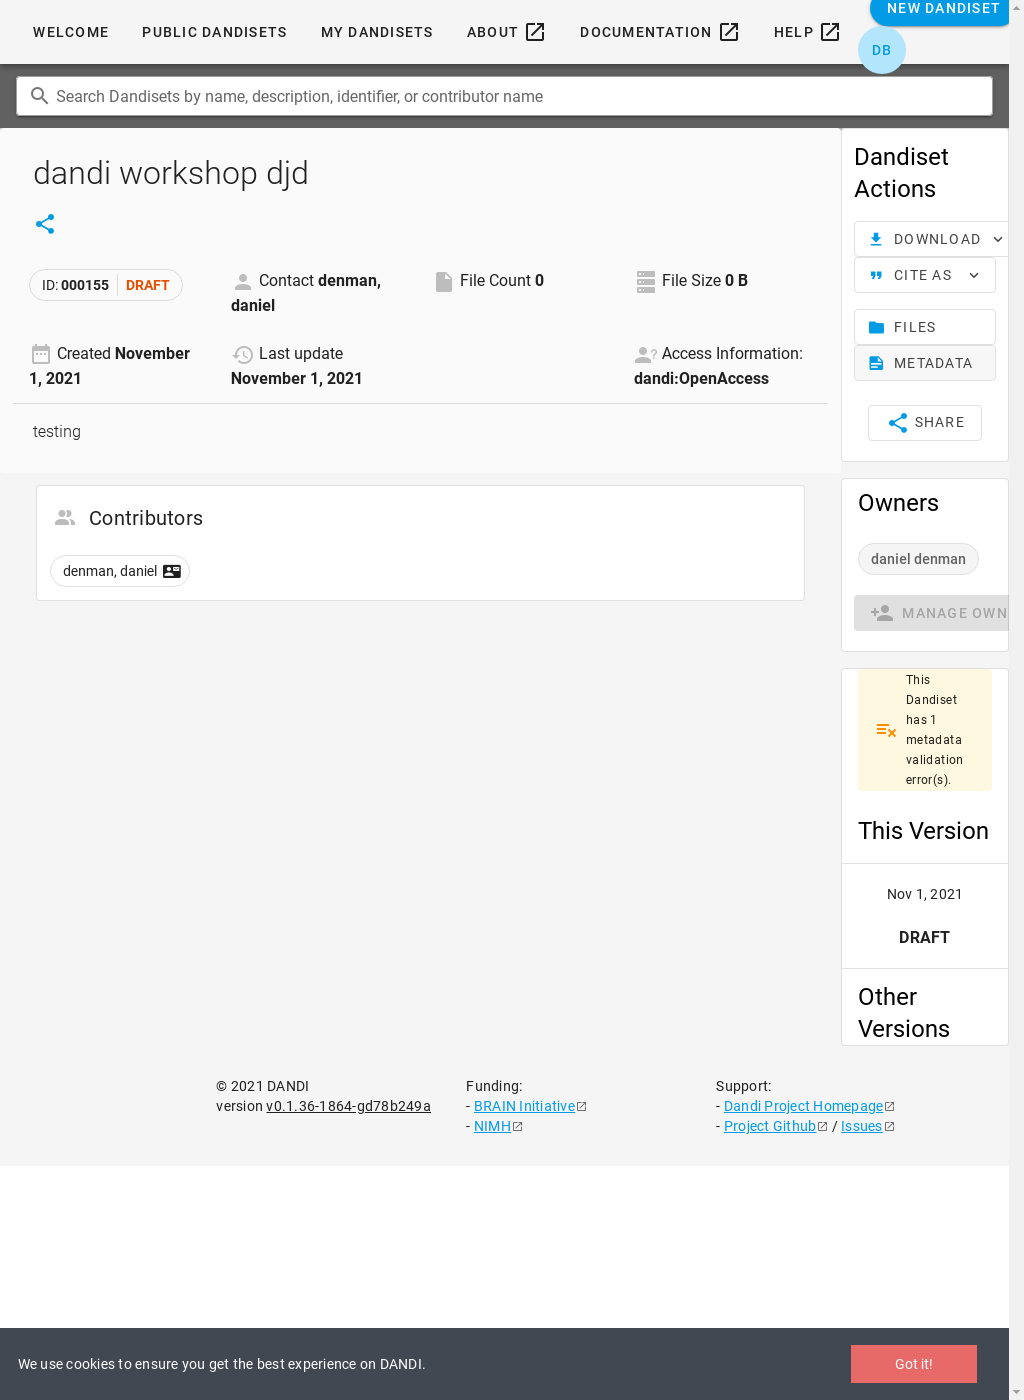 WELCOME
PUBLIC DANDISETS
MY DANDISETS
ABOUT
DOCUMENTATION
HELP
NEW DANDISET
DB
Search Dandisets by name, description, identifier, or contributor name
dandi workshop djd
ID: 000155 DRAFT
Contact denman,
daniel
File Count 0
File Size 0 B
Created November
1, 2021
Last update
November 1, 2021
Access Information:
dandi:OpenAccess
testing
Contributors
denman, daniel
Dandiset
Actions
DOWNLOAD
CITE AS
FILES
METADATA
SHARE
Owners
daniel denman
MANAGE OWN
This
Dandiset
has 1
metadata
validation
error(s).
This Version
Nov 1, 2021
DRAFT
Other
Versions
© 2021 DANDI
version v0.1.36-1864-gd78b249a
Funding:
- BRAIN Initiative
- NIMH
Support:
- Dandi Project Homepage
- Project Github / Issues
We use cookies to ensure you get the best experience on DANDI.
Got it!